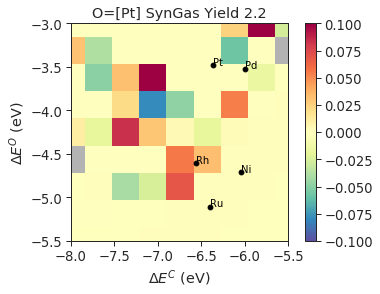 O=[Pt] SynGas Yield 2.2
ΔE^O (eV)
−3.0
−3.5
−4.0
−4.5
−5.0
−5.5
Pt
Pd
Rh
Ni
Ru
−8.0 −7.5 −7.0 −6.5 −6.0 −5.5
ΔE^C (eV)
0.100
0.075
0.050
0.025
0.000
−0.025
−0.050
−0.075
−0.100